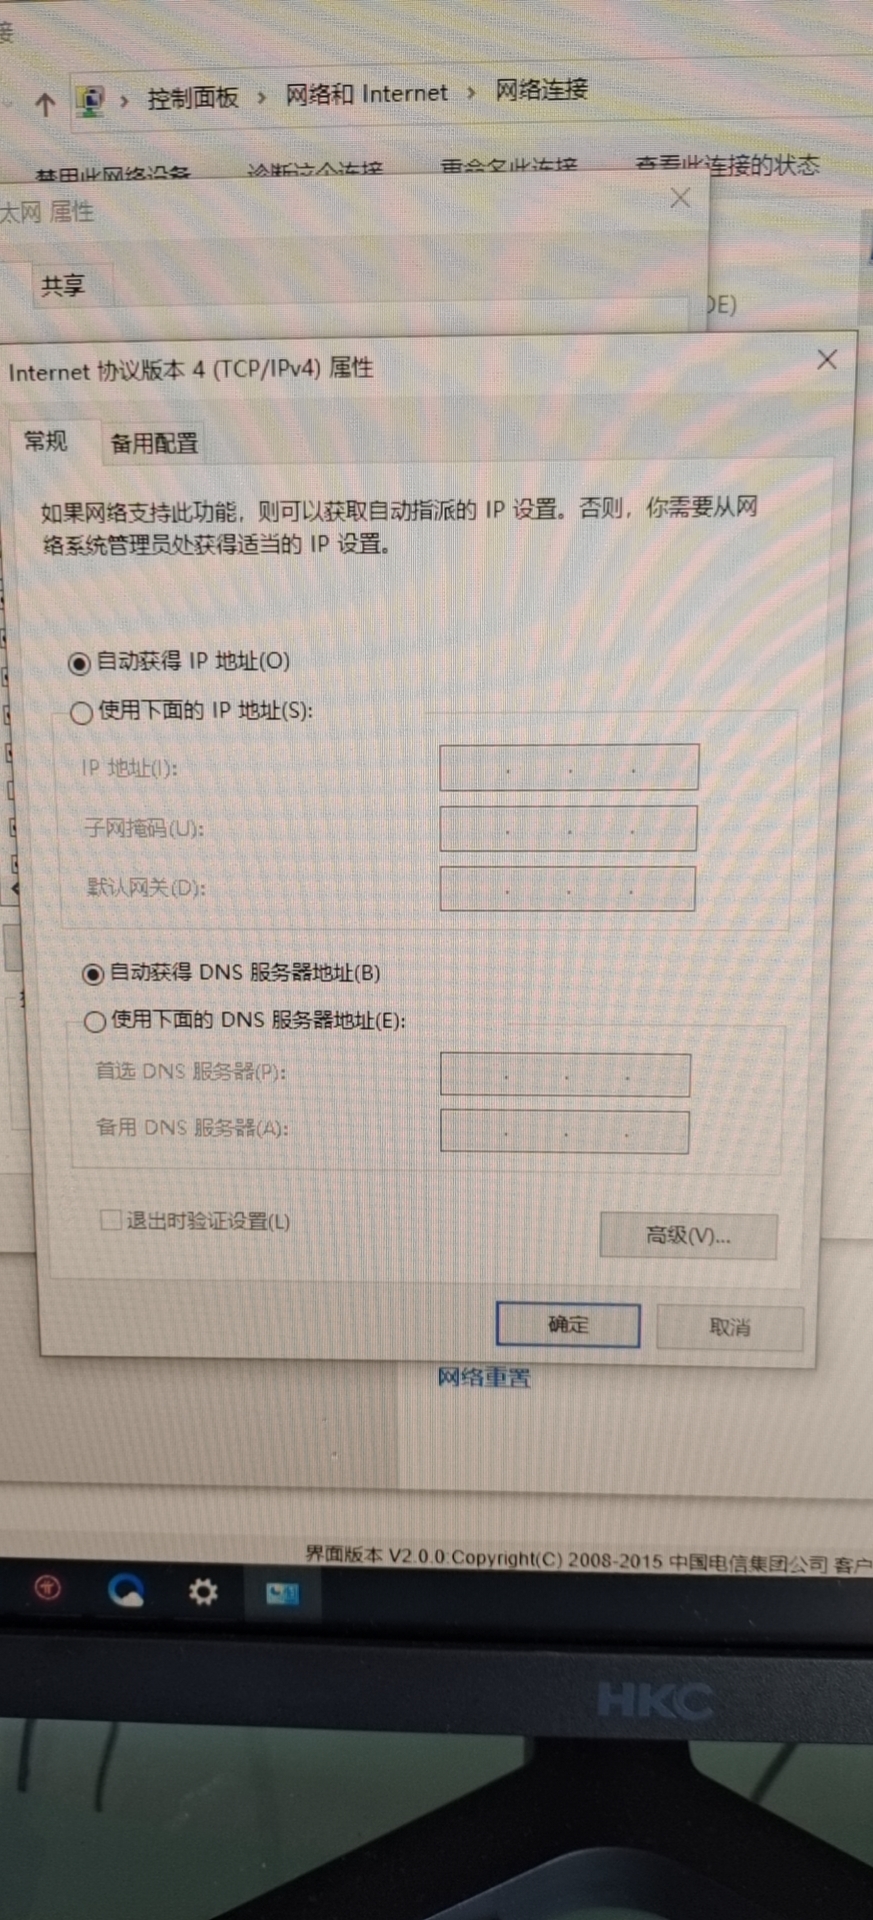 接
控制面板 › 网络和 Internet › 网络连接
禁用此网络设备 诊断这个连接 重命名此连接 查看此连接的状态
太网 属性
共享
DE)
Internet 协议版本 4 (TCP/IPv4) 属性
常规 备用配置
如果网络支持此功能，则可以获取自动指派的 IP 设置。否则，你需要从网
络系统管理员处获得适当的 IP 设置。
自动获得 IP 地址(O)
使用下面的 IP 地址(S):
IP 地址(I):
子网掩码(U):
默认网关(D):
自动获得 DNS 服务器地址(B)
使用下面的 DNS 服务器地址(E):
首选 DNS 服务器(P):
备用 DNS 服务器(A):
退出时验证设置(L)
高级(V)...
确定 取消
网络重置
界面版本 V2.0.0 Copyright(C) 2008-2015 中国电信集团公司 客户
HKC